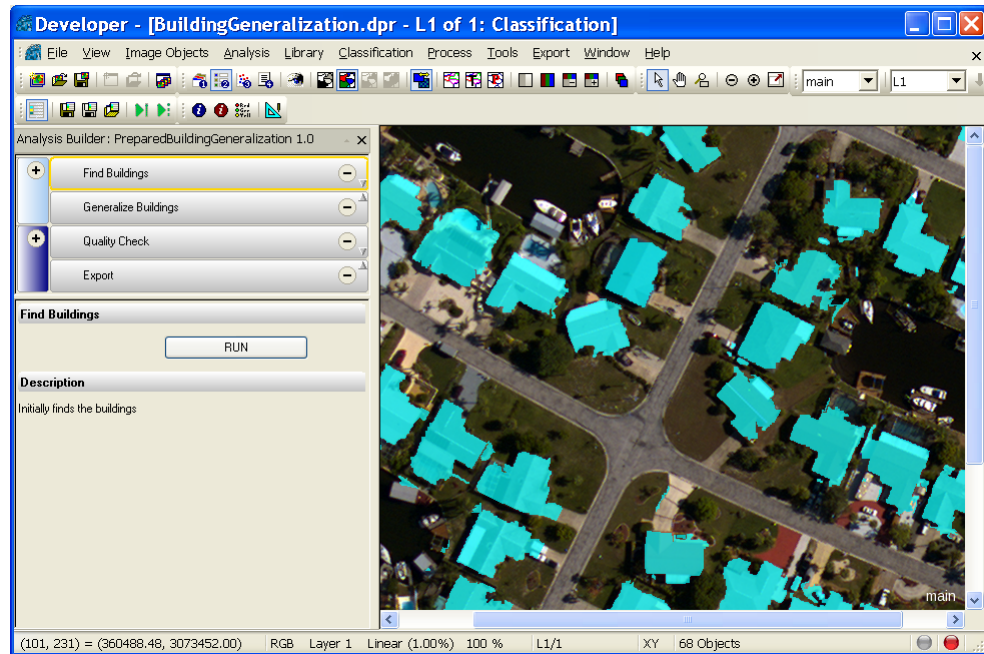 Developer - [BuildingGeneralization.dpr - L1 of 1: Classification]
File View Image Objects Analysis Library Classification Process Tools Export Window Help
main L1
Analysis Builder: PreparedBuildingGeneralization 1.0
Find Buildings
Generalize Buildings
Quality Check
Export
Find Buildings
RUN
Description
Initially finds the buildings
main
(101, 231) = (360488.48, 3073452.00) RGB Layer 1 Linear (1.00%) 100 % L1/1 XY 68 Objects